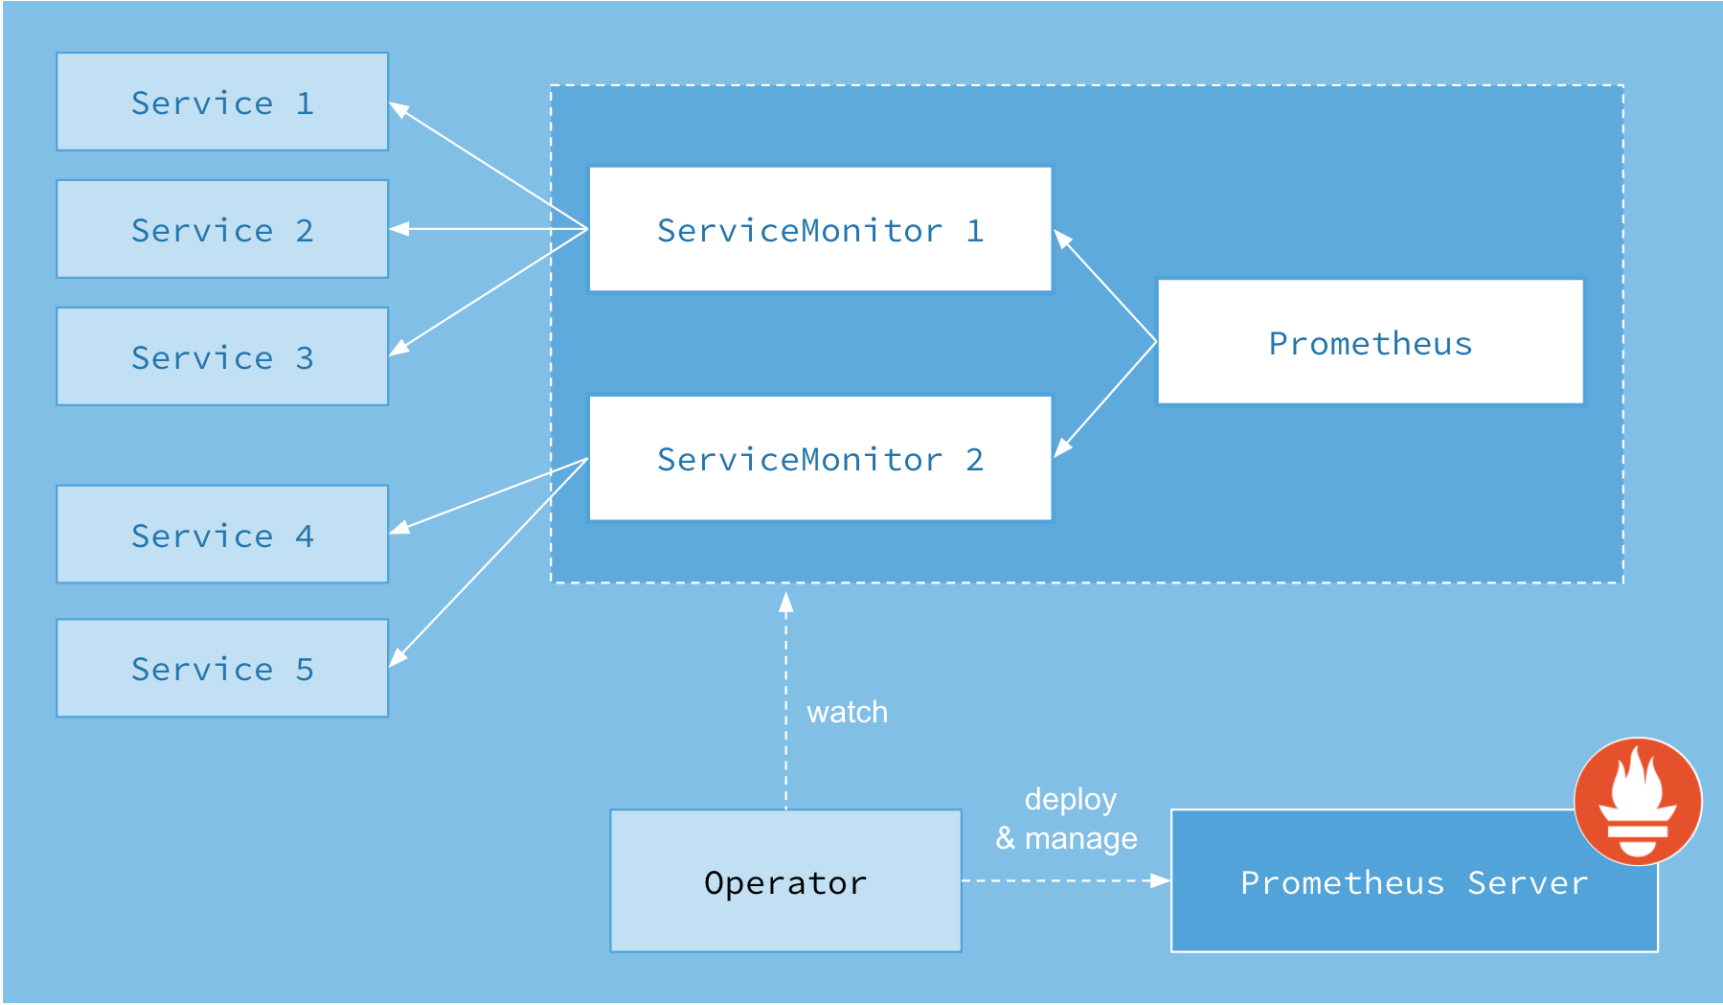 Service 1
Service 2
Service 3
Service 4
Service 5
ServiceMonitor 1
ServiceMonitor 2
Prometheus
watch
deploy
& manage
Operator
Prometheus Server